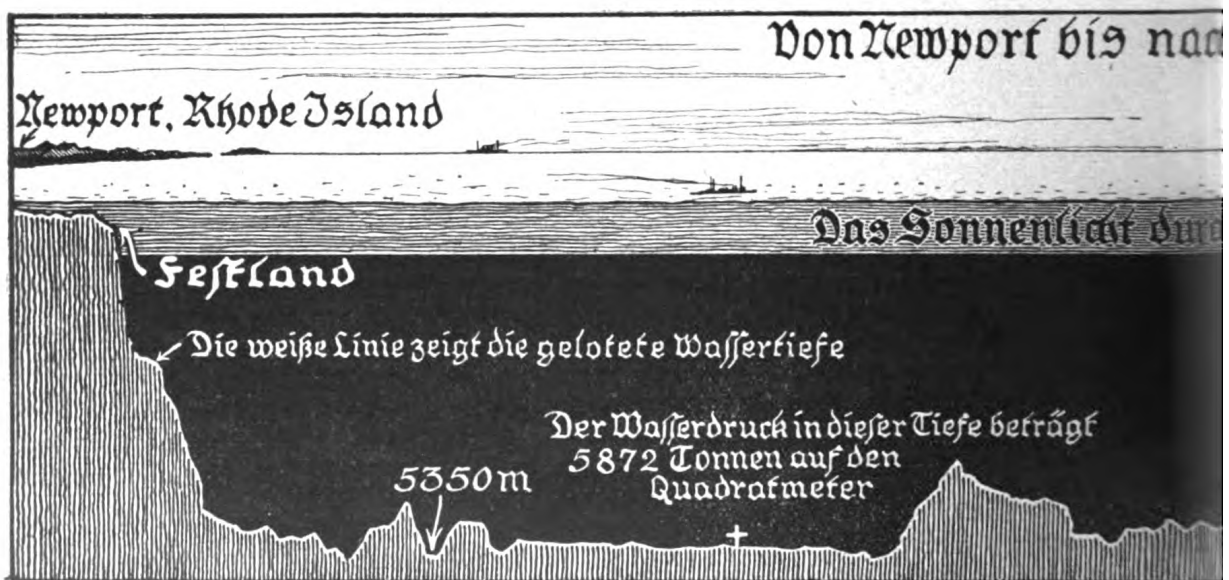 Von Newport bis nac
Newport, Rhode Island
Das Sonnenlicht durc
Festland
Die weiße Linie zeigt die gelotete Wassertiefe
Der Wasserdruck in dieser Tiefe beträgt
5872 Tonnen auf den
Quadratmeter
5350 m